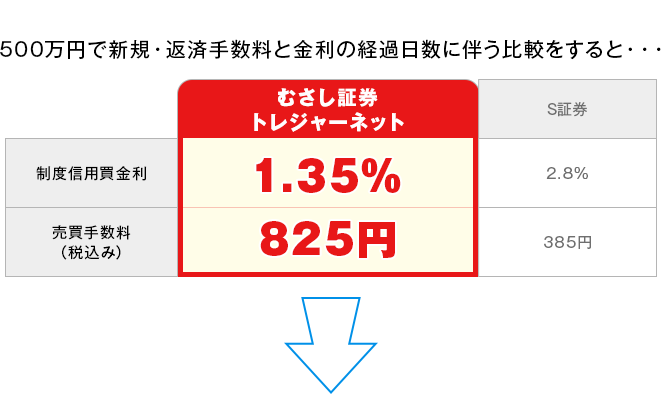 500万円で新規・返済手数料と金利の経過日数に伴う比較をすると・・・
むさし証券
トレジャーネット
S証券
制度信用買金利
1.35%
2.8%
売買手数料
（税込み）
825円
385円